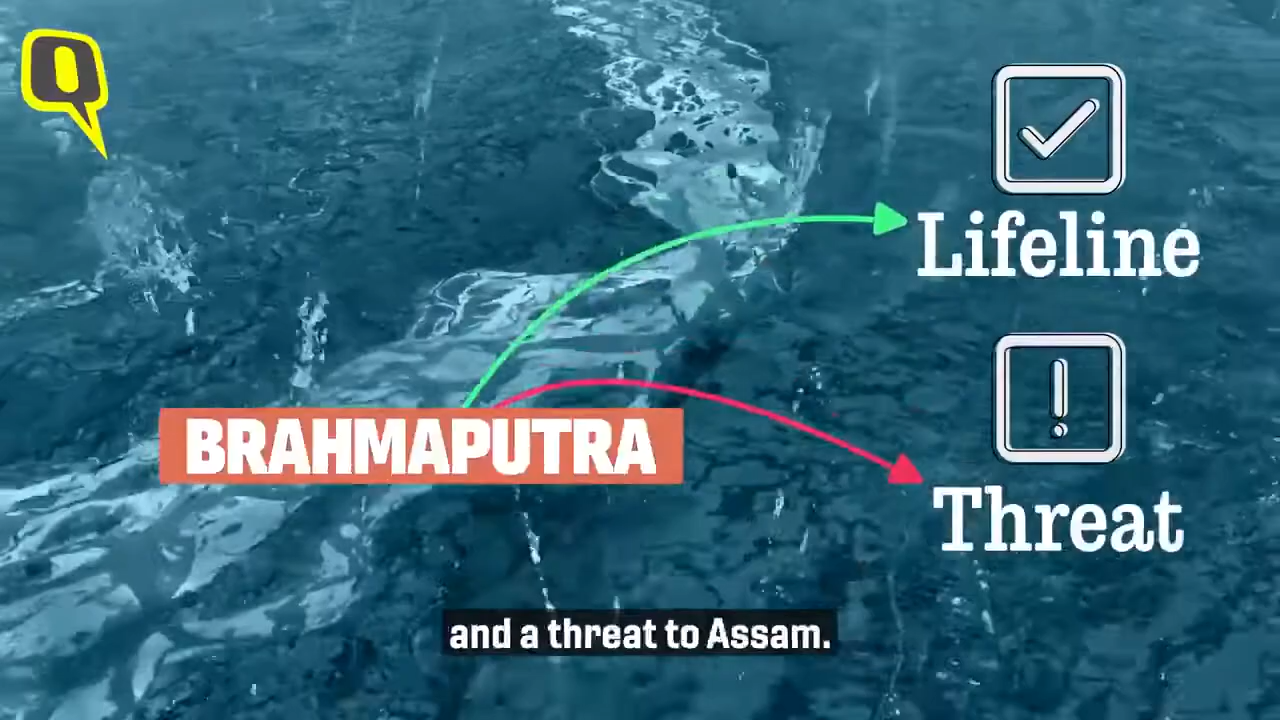 Q
Lifeline
BRAHMAPUTRA
Threat
and a threat to Assam.